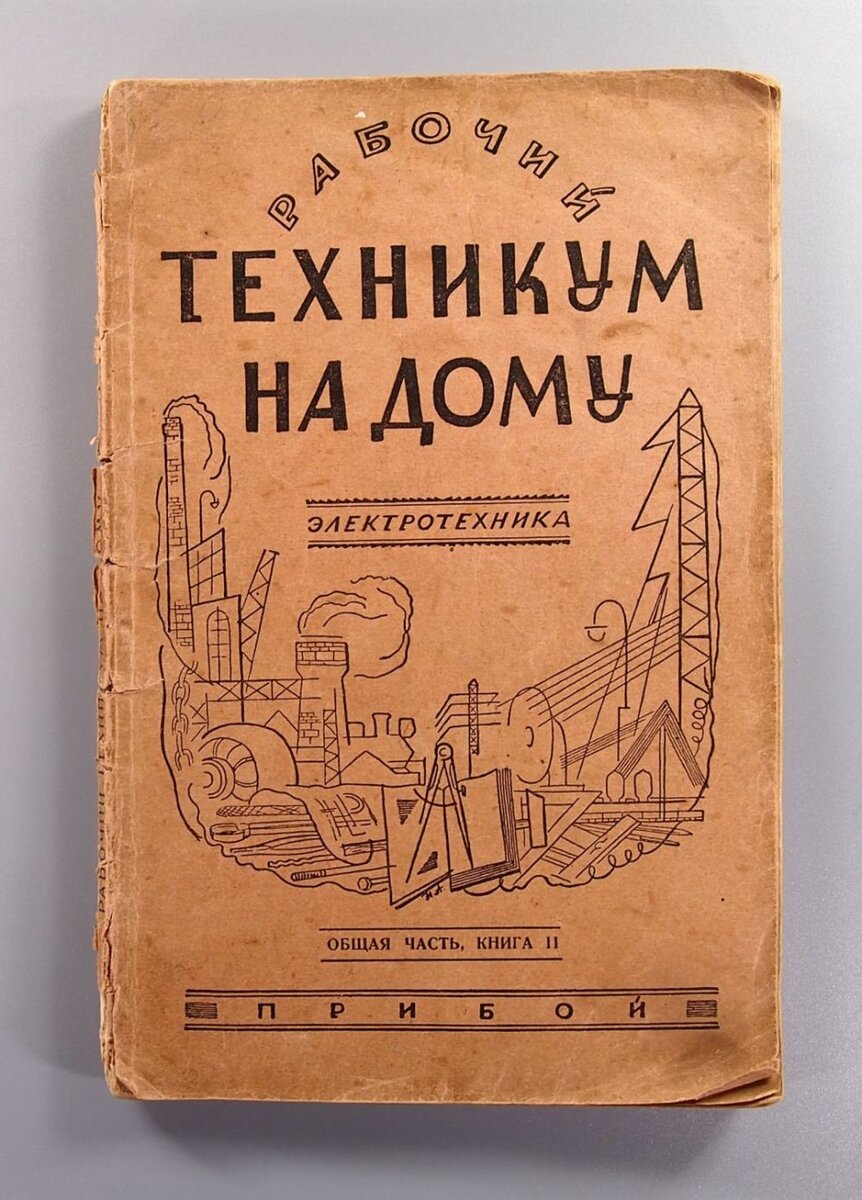 РАБОЧИЙ
ТЕХНИКУМ
НА ДОМУ
ЭЛЕКТРОТЕХНИКА
ОБЩАЯ ЧАСТЬ, КНИГА II
ПРИБОЙ